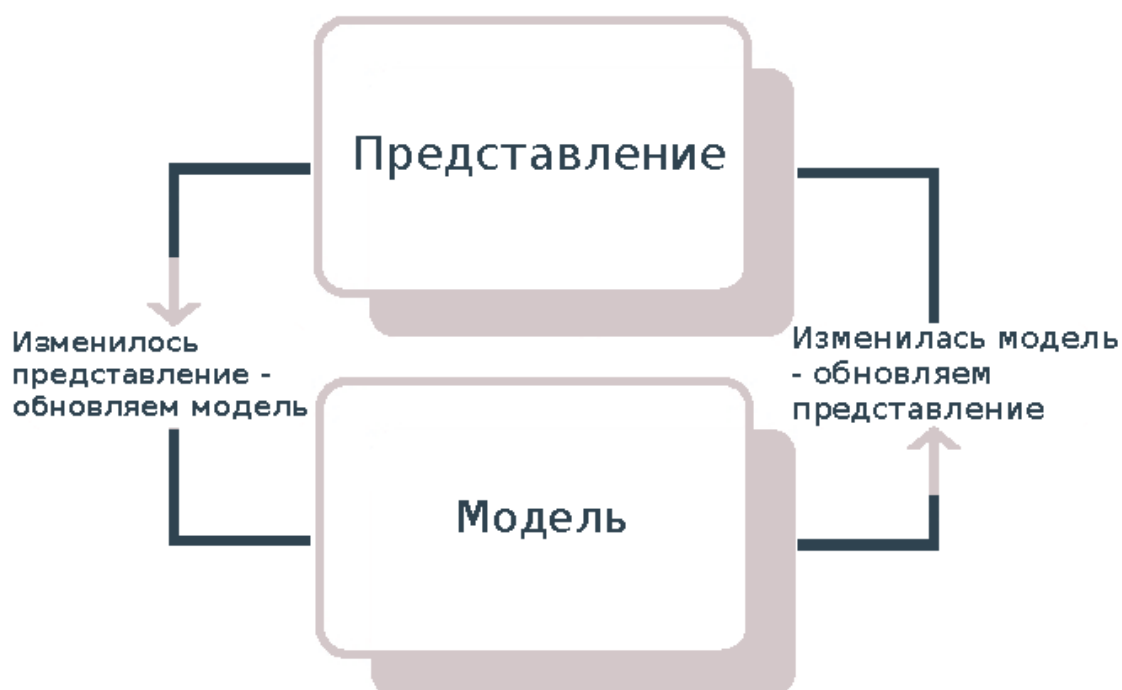 Представление
Изменилось
представление -
обновляем модель
Изменилась модель
- обновляем
представление
Модель